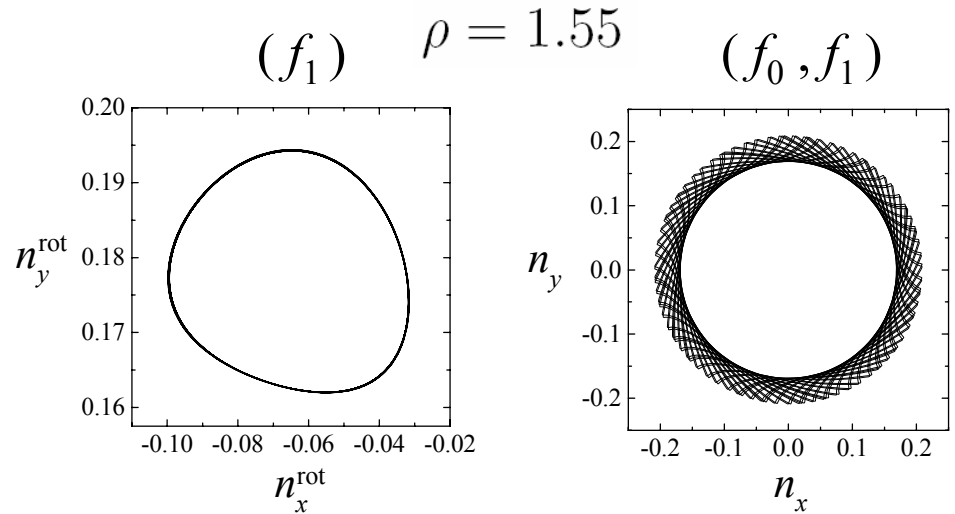 ρ = 1.55
(f₁)
(f₀ , f₁)
0.20
0.19
0.18
0.17
0.16
n_y^rot
-0.10 -0.08 -0.06 -0.04 -0.02
n_x^rot
0.2
0.1
0.0
-0.1
-0.2
n_y
-0.2 -0.1 0.0 0.1 0.2
n_x